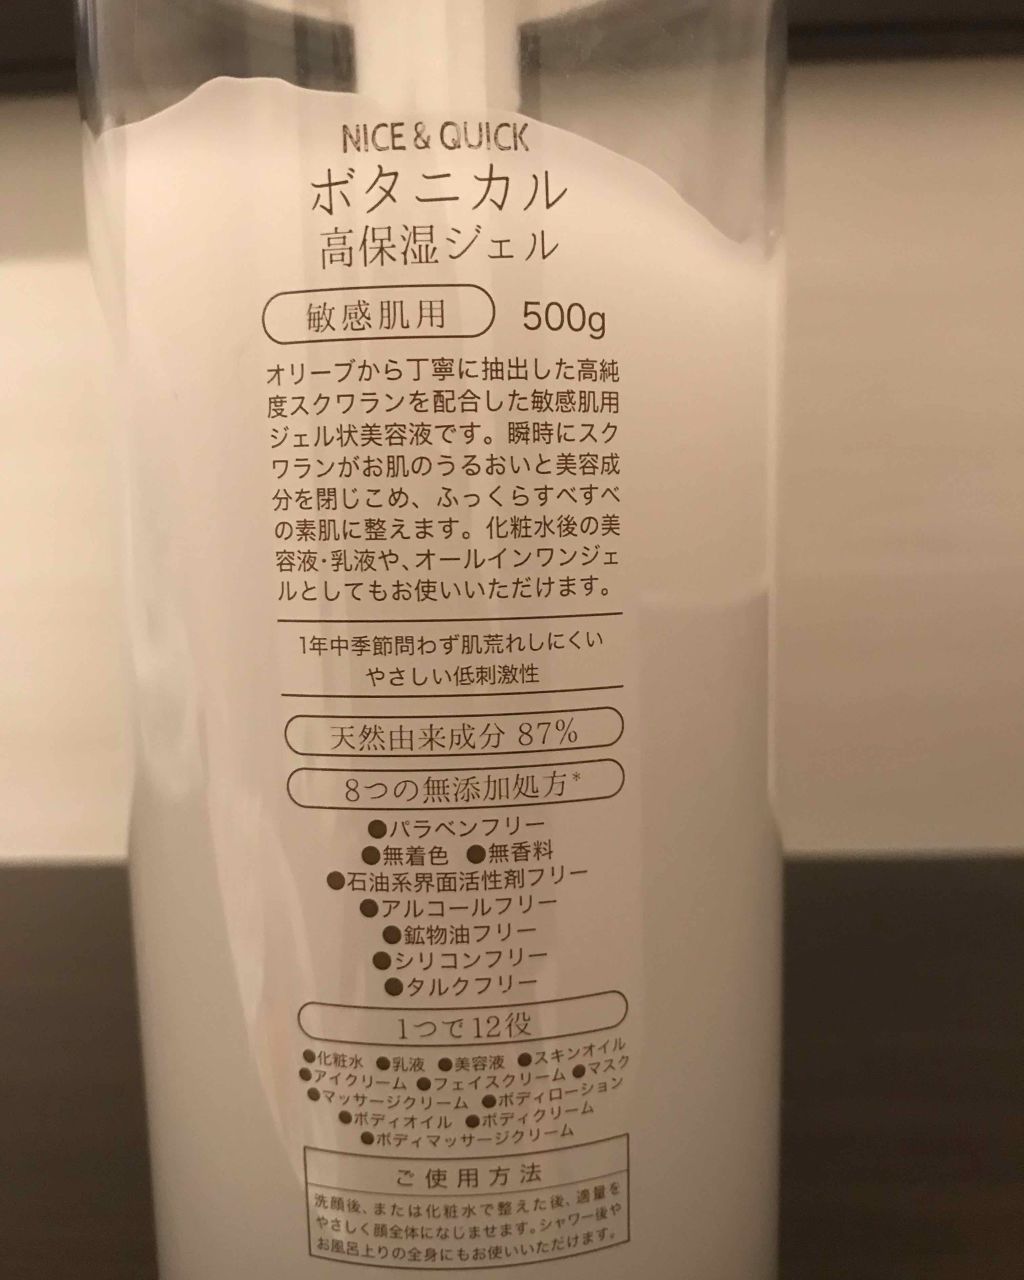 NICE & QUICK
ボタニカル
高保湿ジェル
敏感肌用 500g
オリーブから丁寧に抽出した高純
度スクワランを配合した敏感肌用
ジェル状美容液です。瞬時にスク
ワランがお肌のうるおいと美容成
分を閉じこめ、ふっくらすべすべ
の素肌に整えます。化粧水後の美
容液・乳液や、オールインワンジェ
ルとしてもお使いいただけます。
1年中季節問わず肌荒れしにくい
やさしい低刺激性
天然由来成分 87%
8つの無添加処方*
●パラベンフリー
●無着色 ●無香料
●石油系界面活性剤フリー
●アルコールフリー
●鉱物油フリー
●シリコンフリー
●タルクフリー
1つで12役
●化粧水 ●乳液 ●美容液 ●スキンオイル
●アイクリーム ●フェイスクリーム ●マスク
●マッサージクリーム ●ボディローション
●ボディオイル ●ボディクリーム
●ボディマッサージクリーム
ご使用方法
洗顔後、または化粧水で整えた後、適量を
やさしく顔全体になじませます。シャワー後や
お風呂上りの全身にもお使いいただけます。